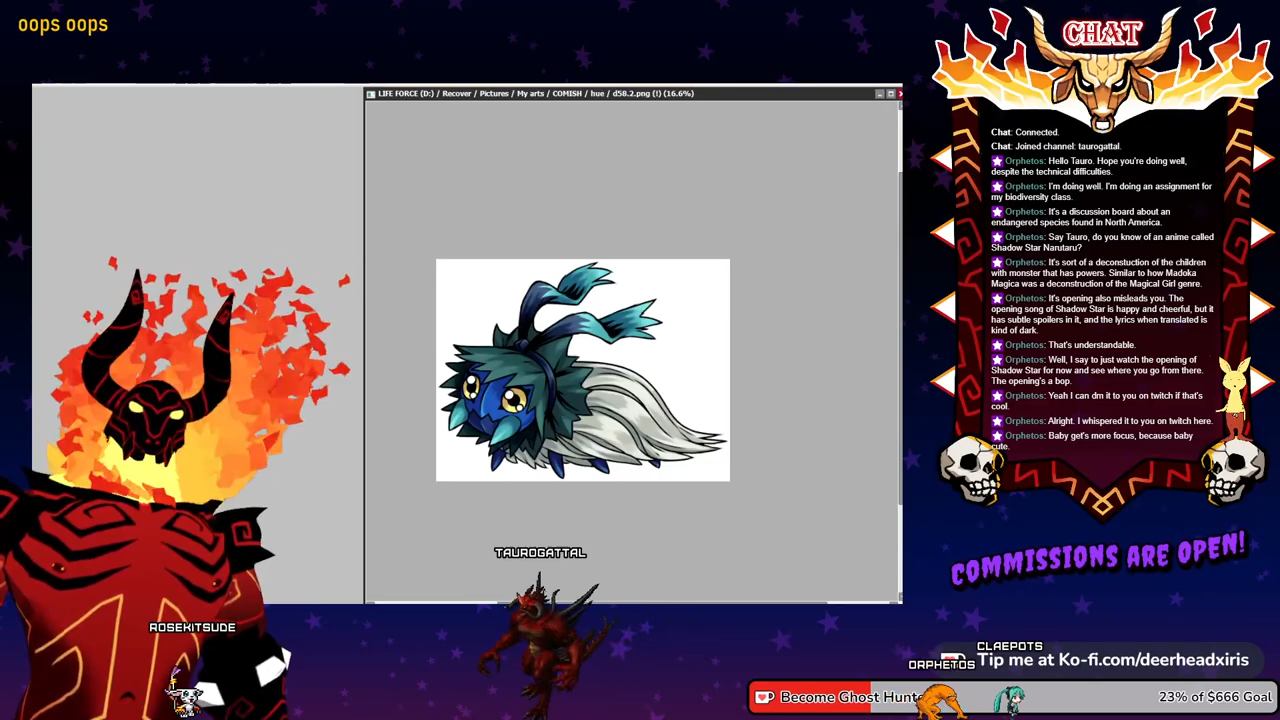 oops oops
LIFE FORCE (D:) / Recover / Pictures / My arts / COMISH / hue / d58.2.png (!) (16.6%)
CHAT
Chat: Connected.
Chat: Joined channel: taurogattal.
Orphetos: Hello Tauro. Hope you're doing well,
despite the technical difficulties.
Orphetos: I'm doing well. I'm doing an assignment for
my biodiversity class.
Orphetos: It's a discussion board about an
endangered species found in North America.
Orphetos: Say Tauro, do you know of an anime called
Shadow Star Narutaru?
Orphetos: It's sort of a deconstuction of the children
with monster that has powers. Similar to how Madoka
Magica was a deconstruction of the Magical Girl genre.
Orphetos: It's opening also misleads you. The
opening song of Shadow Star is happy and cheerful, but it
has subtle spoilers in it, and the lyrics when translated is
kind of dark.
Orphetos: That's understandable.
Orphetos: Well, I say to just watch the opening of
Shadow Star for now and see where you go from there.
The opening's a bop.
Orphetos: Yeah I can dm it to you on twitch if that's
cool.
Orphetos: Alright. I whispered it to you on twitch here.
Orphetos: Baby get's more focus, because baby
cute.
TAUROGATTAL
COMMISSIONS ARE OPEN!
ROSEKITSUDE
CLAEPOTS
ORPHETOS
Tip me at Ko-fi.com/deerheadxiris
Become Ghost Hunte
23% of $666 Goal